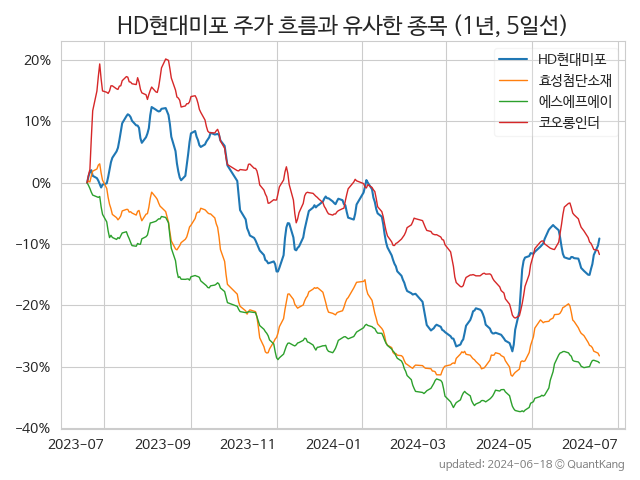 HD현대미포 주가 흐름과 유사한 종목 (1년, 5일선)
HD현대미포
효성첨단소재
에스에프에이
코오롱인더
20%
10%
0%
−10%
−20%
−30%
−40%
2023-07 2023-09 2023-11 2024-01 2024-03 2024-05 2024-07
updated: 2024-06-18 © QuantKang